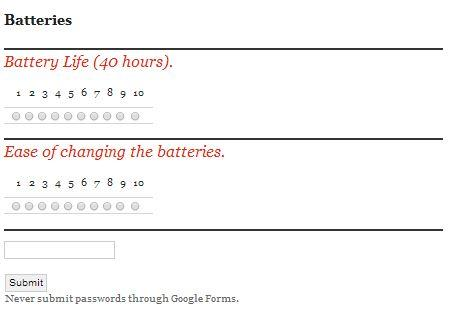 Batteries
Battery Life (40 hours).
1 2 3 4 5 6 7 8 9 10
Ease of changing the batteries.
1 2 3 4 5 6 7 8 9 10
Submit
Never submit passwords through Google Forms.